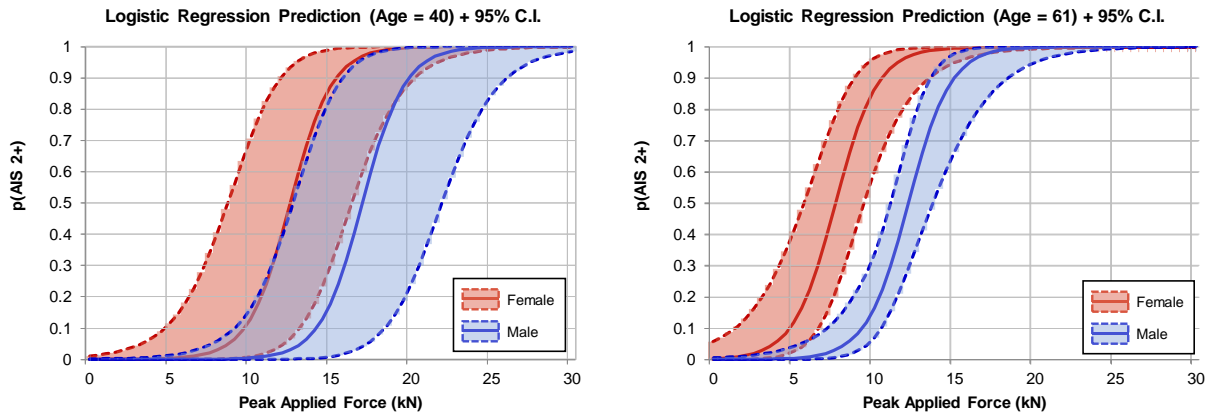 Logistic Regression Prediction (Age = 40) + 95% C.I.
p(AIS 2+)
1
0.9
0.8
0.7
0.6
0.5
0.4
0.3
0.2
0.1
0
0 5 10 15 20 25 30
Peak Applied Force (kN)
Female
Male
Logistic Regression Prediction (Age = 61) + 95% C.I.
p(AIS 2+)
1
0.9
0.8
0.7
0.6
0.5
0.4
0.3
0.2
0.1
0
0 5 10 15 20 25 30
Peak Applied Force (kN)
Female
Male